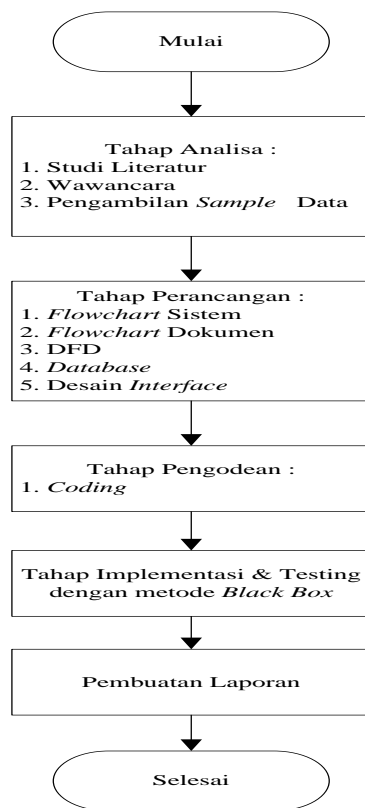 Mulai
Tahap Analisa :
1. Studi Literatur
2. Wawancara
3. Pengambilan Sample Data
Tahap Perancangan :
1. Flowchart Sistem
2. Flowchart Dokumen
3. DFD
4. Database
5. Desain Interface
Tahap Pengodean :
1. Coding
Tahap Implementasi & Testing
dengan metode Black Box
Pembuatan Laporan
Selesai